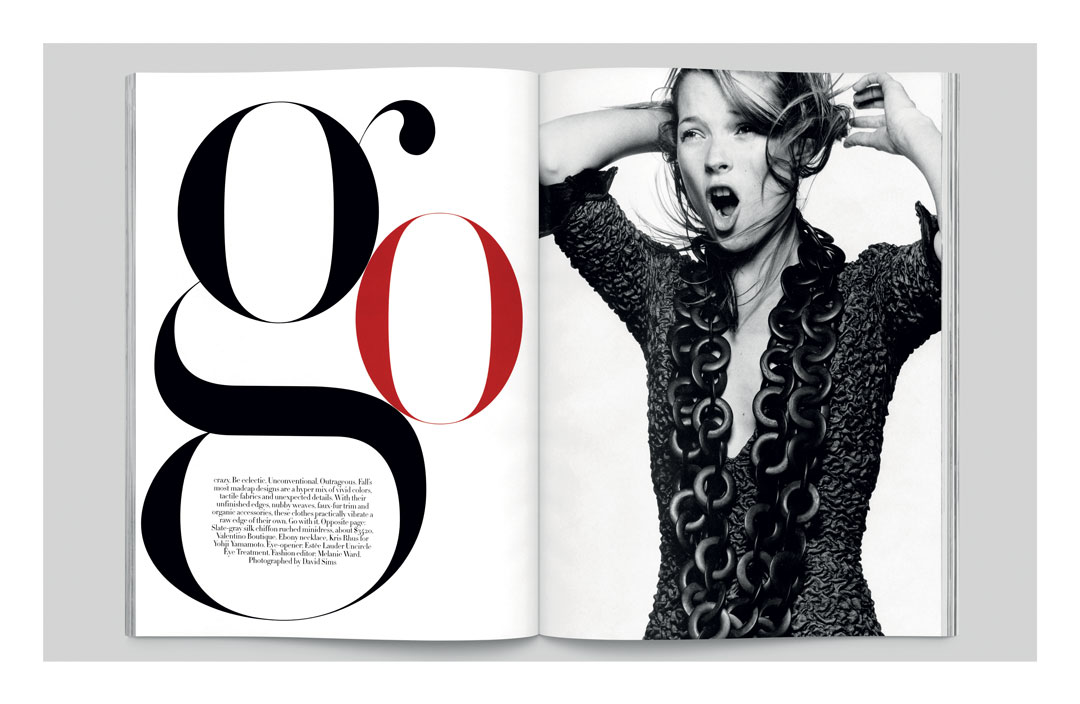 go
crazy. Be eclectic. Unconventional. Outrageous. Fall's
most madcap designs are a hyper mix of vivid colors,
tactile fabrics and unexpected details. With their
unfinished edges, nubby weaves, faux-fur trim and
organic accessories, these clothes practically vibrate a
raw edge of their own. Go with it. Opposite page:
Slate-gray silk chiffon ruched minidress, about $3520,
Valentino Boutique. Ebony necklace, Kris Rhus for
Yohji Yamamoto. Eye-opener: Estée Lauder Uncircle
Eye Treatment. Fashion editor: Melanie Ward.
Photographed by David Sims